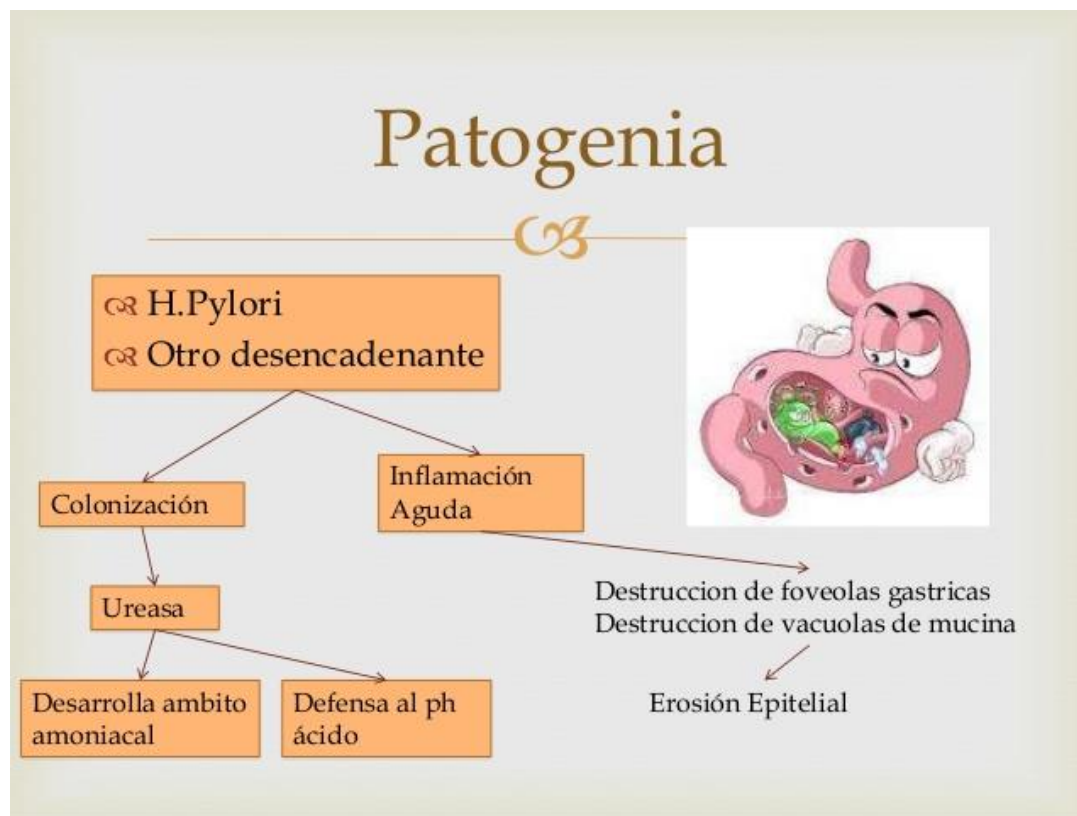 Patogenia
H.Pylori
Otro desencadenante
Colonización
Inflamación
Aguda
Ureasa
Destruccion de foveolas gastricas
Destruccion de vacuolas de mucina
Desarrolla ambito
amoniacal
Defensa al ph
ácido
Erosión Epitelial